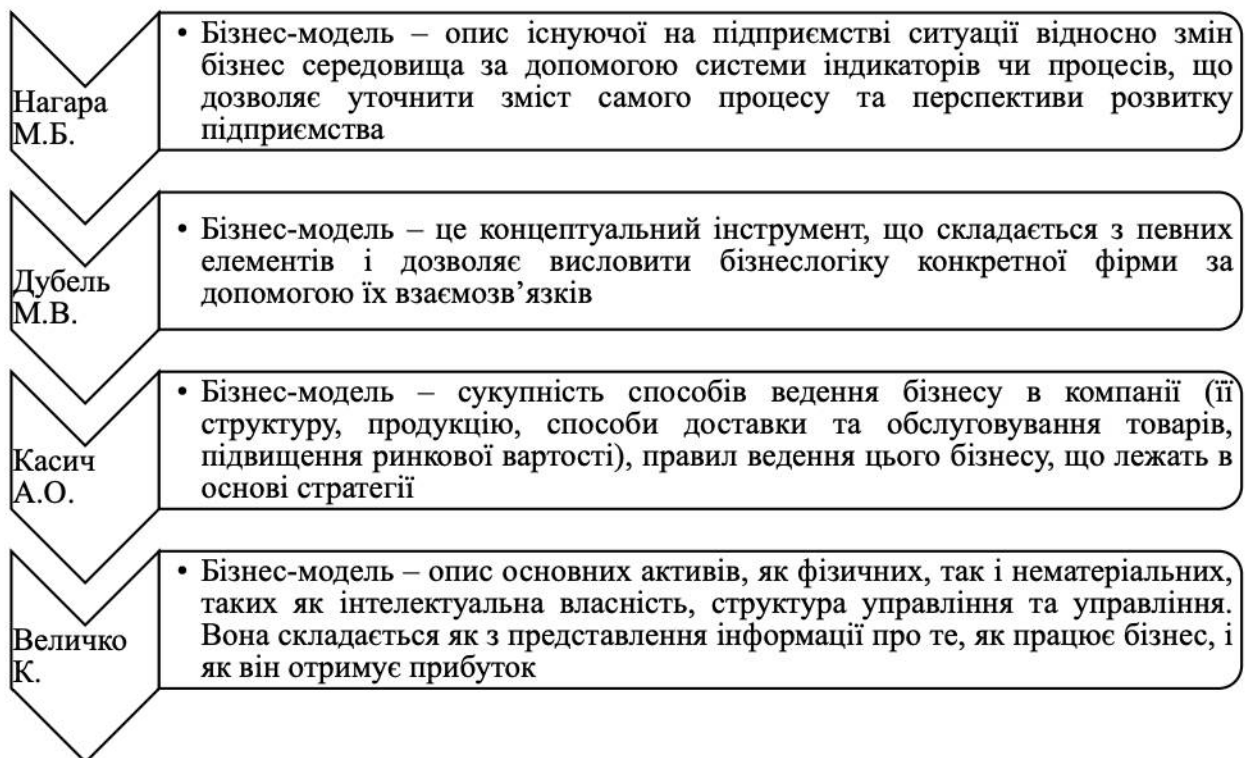 Нагара
М.Б.
• Бізнес-модель – опис існуючої на підприємстві ситуації відносно змін
бізнес середовища за допомогою системи індикаторів чи процесів, що
дозволяє уточнити зміст самого процесу та перспективи розвитку
підприємства
Дубель
М.В.
• Бізнес-модель – це концептуальний інструмент, що складається з певних
елементів і дозволяє висловити бізнеслогіку конкретної фірми за
допомогою їх взаємозв’язків
Касич
А.О.
• Бізнес-модель – сукупність способів ведення бізнесу в компанії (її
структуру, продукцію, способи доставки та обслуговування товарів,
підвищення ринкової вартості), правил ведення цього бізнесу, що лежать в
основі стратегії
Величко
К.
• Бізнес-модель – опис основних активів, як фізичних, так і нематеріальних,
таких як інтелектуальна власність, структура управління та управління.
Вона складається як з представлення інформації про те, як працює бізнес, і
як він отримує прибуток